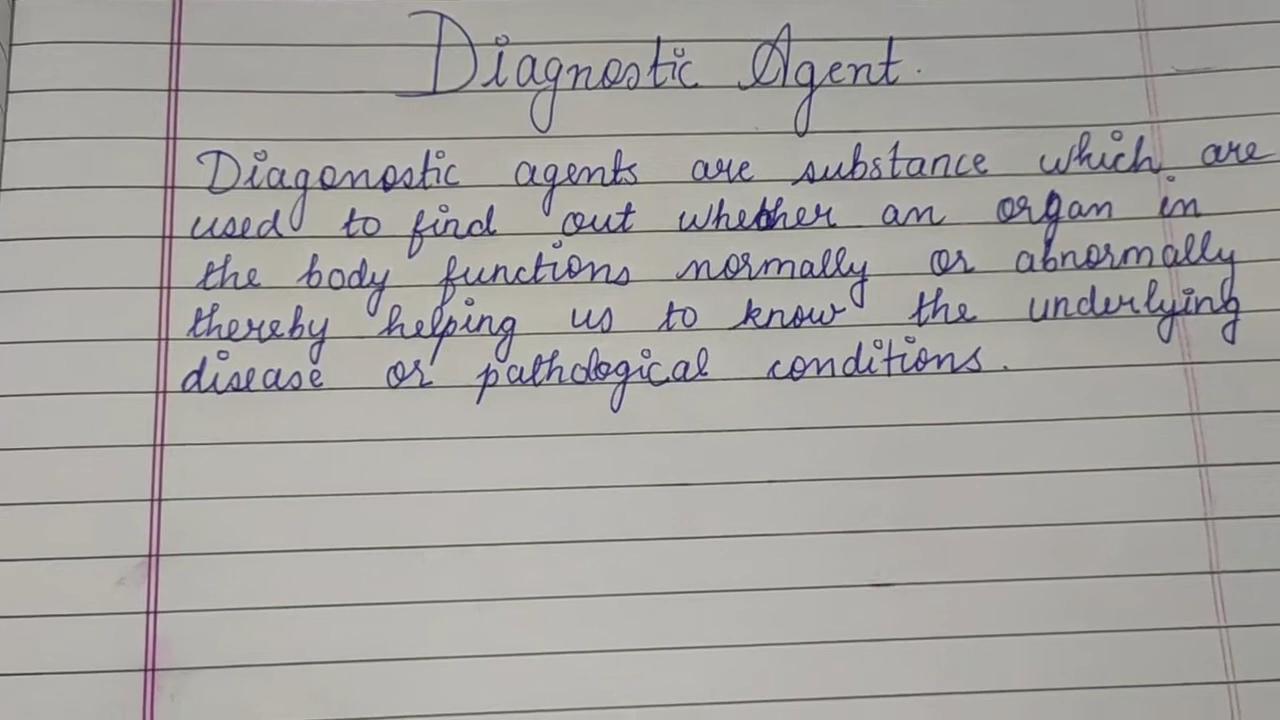 Diagnostic Agent.
Diagonostic agents are substance which are
used to find out whether an organ in
the body functions normally or abnormally
thereby helping us to know the underlying
disease or pathological conditions.